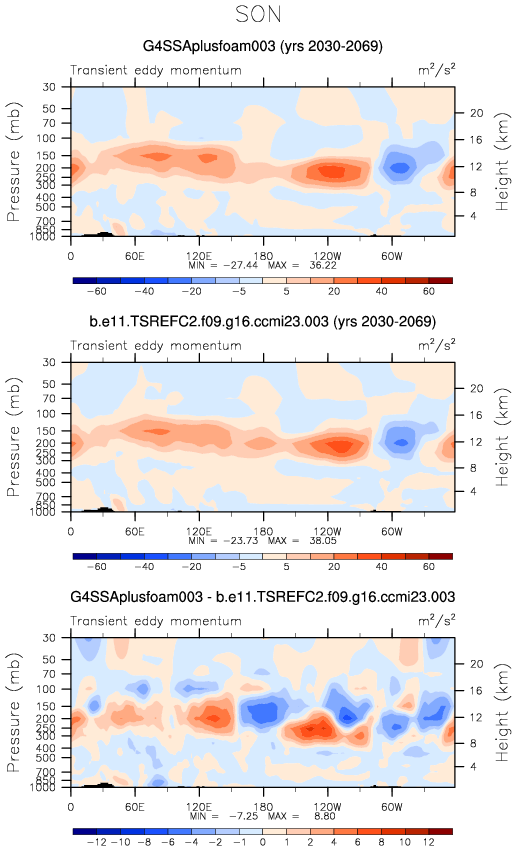 SON
G4SSAplusfoam003 (yrs 2030-2069)
Transient eddy momentum m²/s²
Pressure (mb)
30
50
70
100
150
200
250
300
400
500
700
850
1000
Height (km)
20
16
12
8
4
0 60E 120E 180 120W 60W
MIN = -27.44 MAX = 36.22
-60 -40 -20 -5 5 20 40 60
b.e11.TSREFC2.f09.g16.ccmi23.003 (yrs 2030-2069)
Transient eddy momentum m²/s²
Pressure (mb)
30
50
70
100
150
200
250
300
400
500
700
850
1000
Height (km)
20
16
12
8
4
0 60E 120E 180 120W 60W
MIN = -23.73 MAX = 38.05
-60 -40 -20 -5 5 20 40 60
G4SSAplusfoam003 - b.e11.TSREFC2.f09.g16.ccmi23.003
Transient eddy momentum m²/s²
Pressure (mb)
30
50
70
100
150
200
250
300
400
500
700
850
1000
Height (km)
20
16
12
8
4
0 60E 120E 180 120W 60W
MIN = -7.25 MAX = 8.80
-12 -10 -8 -6 -4 -2 -1 0 1 2 4 6 8 10 12